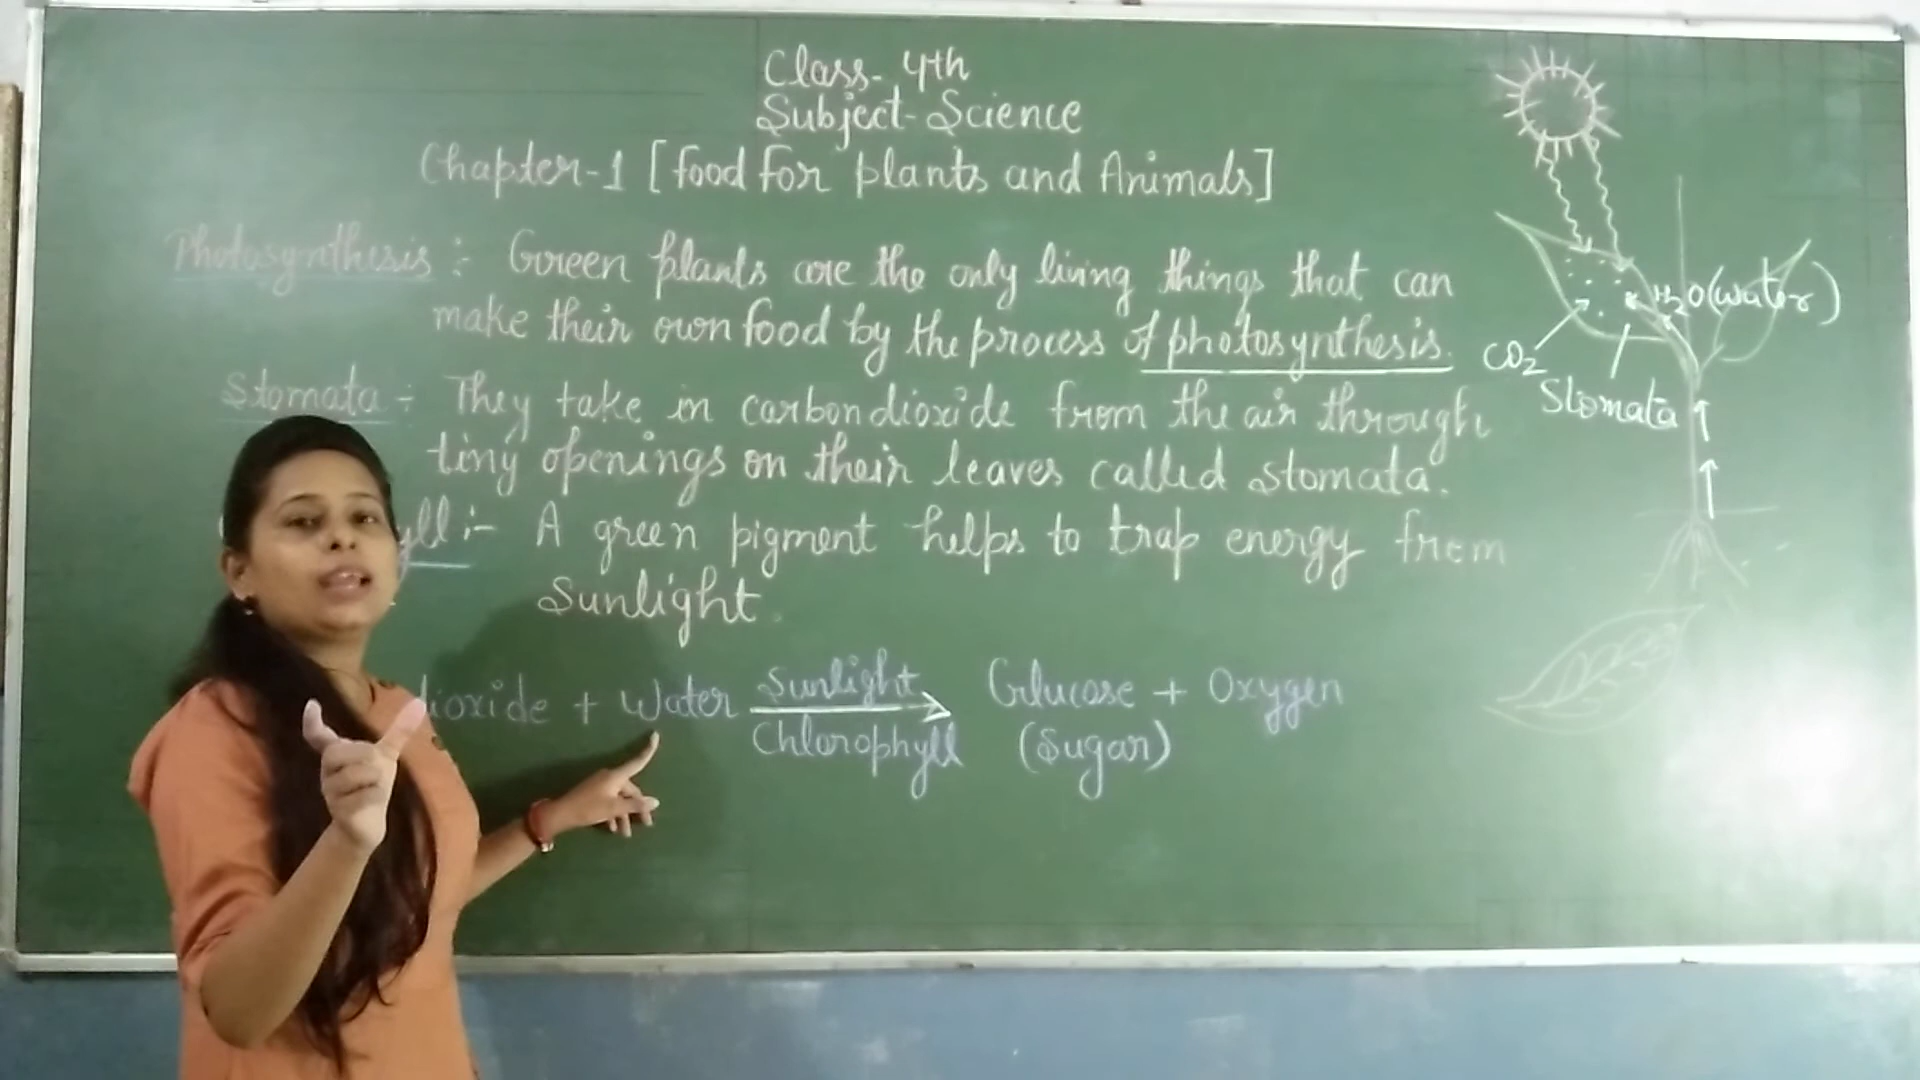 Class- 4th
Subject- Science
Chapter-1 [Food For plants and Animals]
Photosynthesis :- Green plants are the only living things that can
make their own food by the process of photosynthesis.
Stomata :- They take in carbondioxide from the air through
tiny openings on their leaves called stomata.
yll :- A green pigment helps to trap energy from
Sunlight.
dioxide + Water Sunlight Glucose + Oxygen
Chlorophyll (Sugar)
H2O(water)
CO2
Stomata